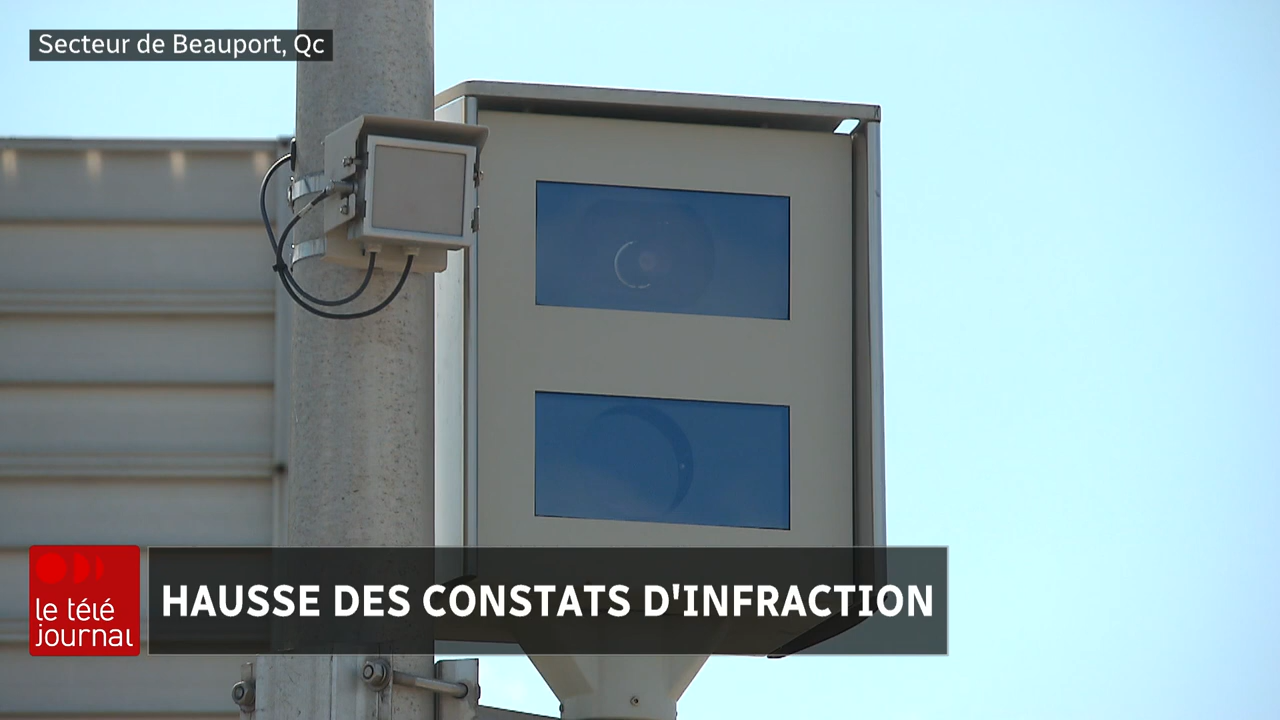 Secteur de Beauport, Qc
HAUSSE DES CONSTATS D'INFRACTION
le télé
journal